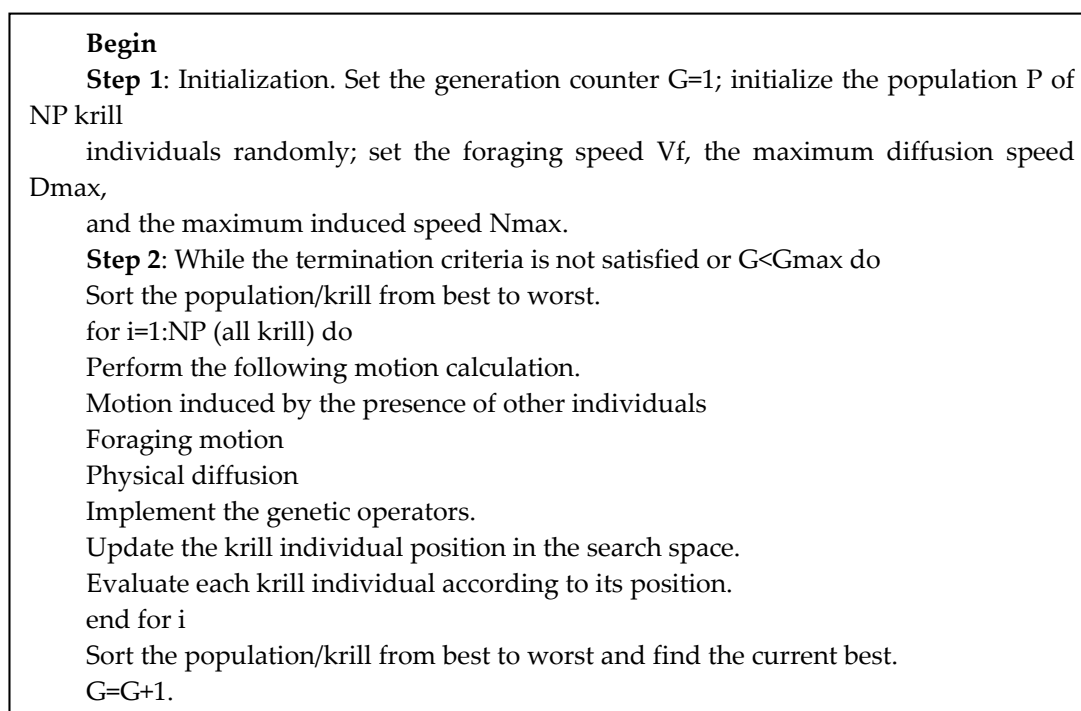 Begin
Step 1: Initialization. Set the generation counter G=1; initialize the population P of
NP krill
individuals randomly; set the foraging speed Vf, the maximum diffusion speed
Dmax,
and the maximum induced speed Nmax.
Step 2: While the termination criteria is not satisfied or G<Gmax do
Sort the population/krill from best to worst.
for i=1:NP (all krill) do
Perform the following motion calculation.
Motion induced by the presence of other individuals
Foraging motion
Physical diffusion
Implement the genetic operators.
Update the krill individual position in the search space.
Evaluate each krill individual according to its position.
end for i
Sort the population/krill from best to worst and find the current best.
G=G+1.